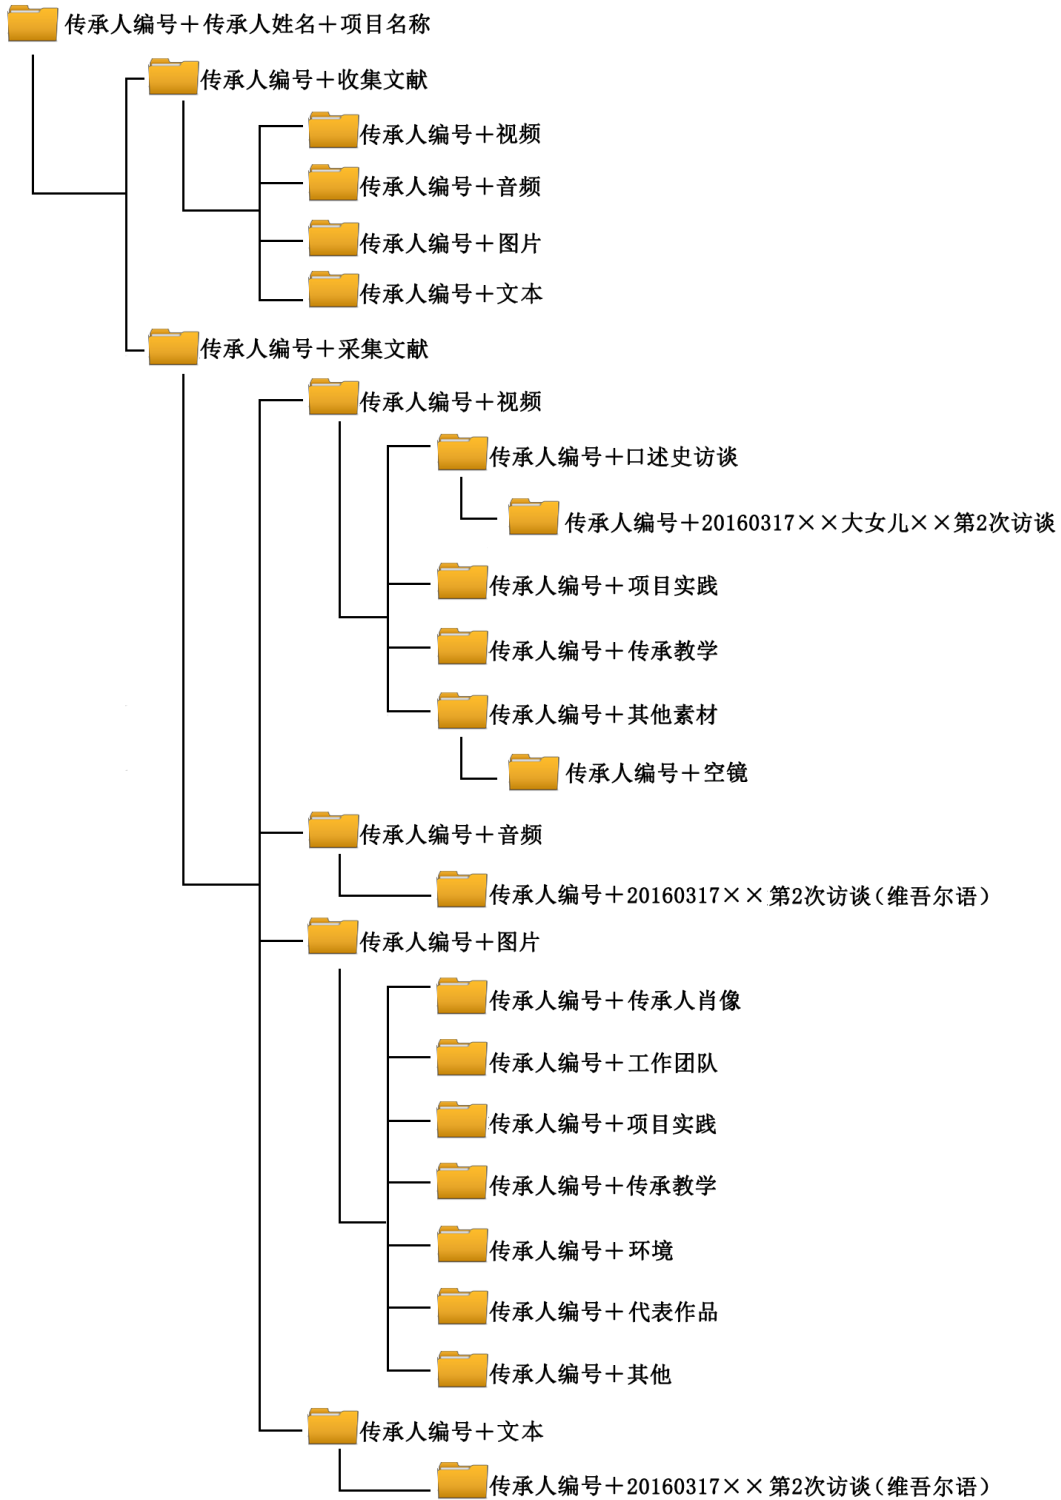 传承人编号+传承人姓名+项目名称
传承人编号+收集文献
传承人编号+视频
传承人编号+音频
传承人编号+图片
传承人编号+文本
传承人编号+采集文献
传承人编号+视频
传承人编号+口述史访谈
传承人编号+20160317××大女儿××第2次访谈
传承人编号+项目实践
传承人编号+传承教学
传承人编号+其他素材
传承人编号+空镜
传承人编号+音频
传承人编号+20160317××第2次访谈(维吾尔语)
传承人编号+图片
传承人编号+传承人肖像
传承人编号+工作团队
传承人编号+项目实践
传承人编号+传承教学
传承人编号+环境
传承人编号+代表作品
传承人编号+其他
传承人编号+文本
传承人编号+20160317××第2次访谈(维吾尔语)